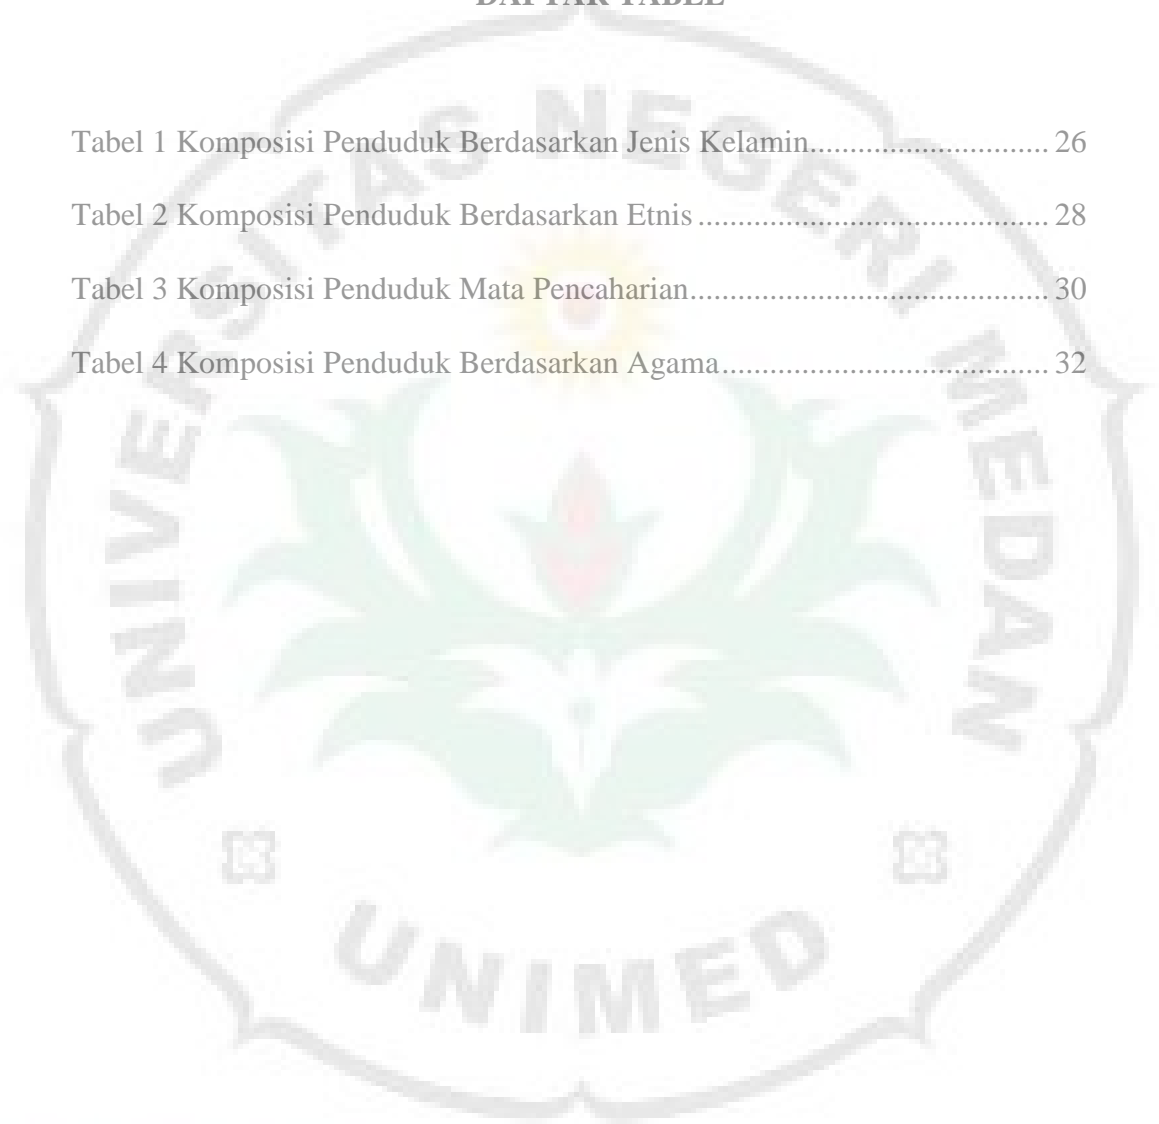 DAFTAR TABEL
Tabel 1 Komposisi Penduduk Berdasarkan Jenis Kelamin.............................. 26
Tabel 2 Komposisi Penduduk Berdasarkan Etnis............................................ 28
Tabel 3 Komposisi Penduduk Mata Pencaharian............................................. 30
Tabel 4 Komposisi Penduduk Berdasarkan Agama......................................... 32
UNIVERSITAS NEGERI MEDAN
UNIMED